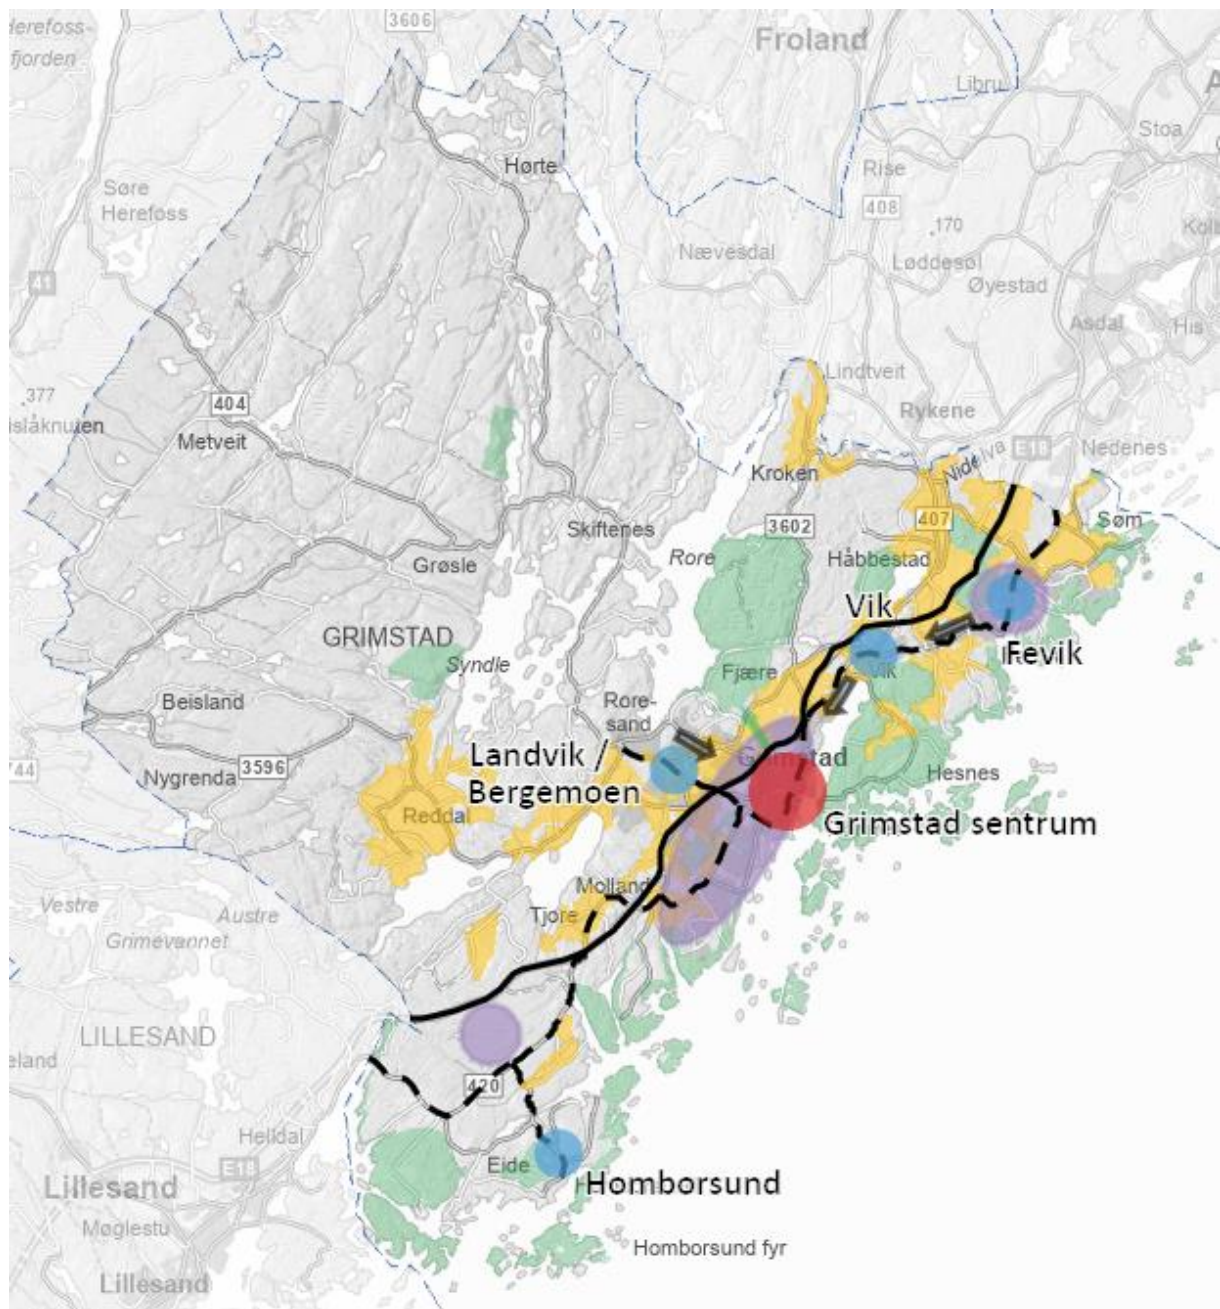 3606
Herefoss-
fjorden
Froland
Libru
Stoa
Hørte
Rise
Søre
Herefoss
408
170
Nævesdal
Løddesøl
Øyestad
41
Asdal
His
Lindtveit
377
404
Rykene
Metveit
Nidelva
E18
Nedenes
Kroken
3602
407
Søm
Skiftenes
Rore
Håbbestad
Grøsle
Vik
GRIMSTAD
Syndle
Fevik
Fjære
Vik
Beisland
Rore-
sand
Landvik /
Bergemoen
Grimstad
3596
Nygrenda
Hesnes
Reddal
Grimstad sentrum
Molland
Tjore
Vestre
Austre
Grimevannet
LILLESAND
420
Helldal
E18
Eide
Homborsund
Lillesand
Møglestu
Homborsund fyr
Lillesand